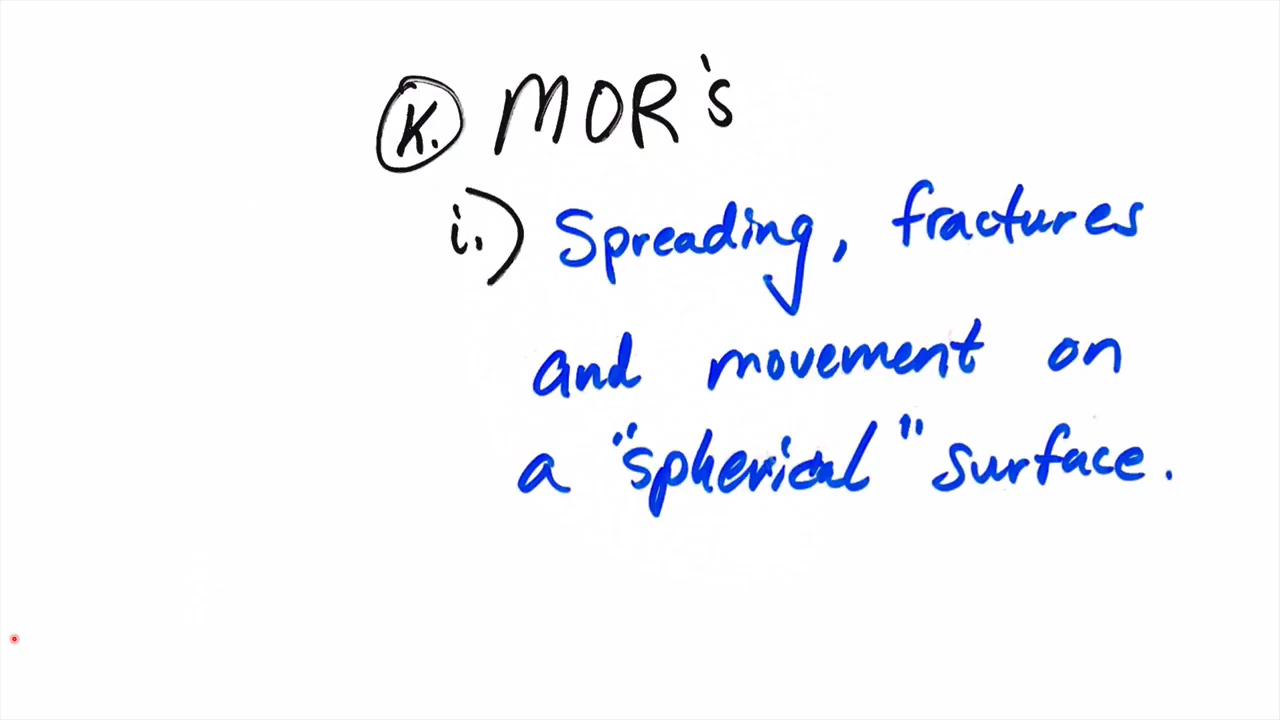 K. MOR's
i.) Spreading, fractures
and movement on
a "spherical" surface.